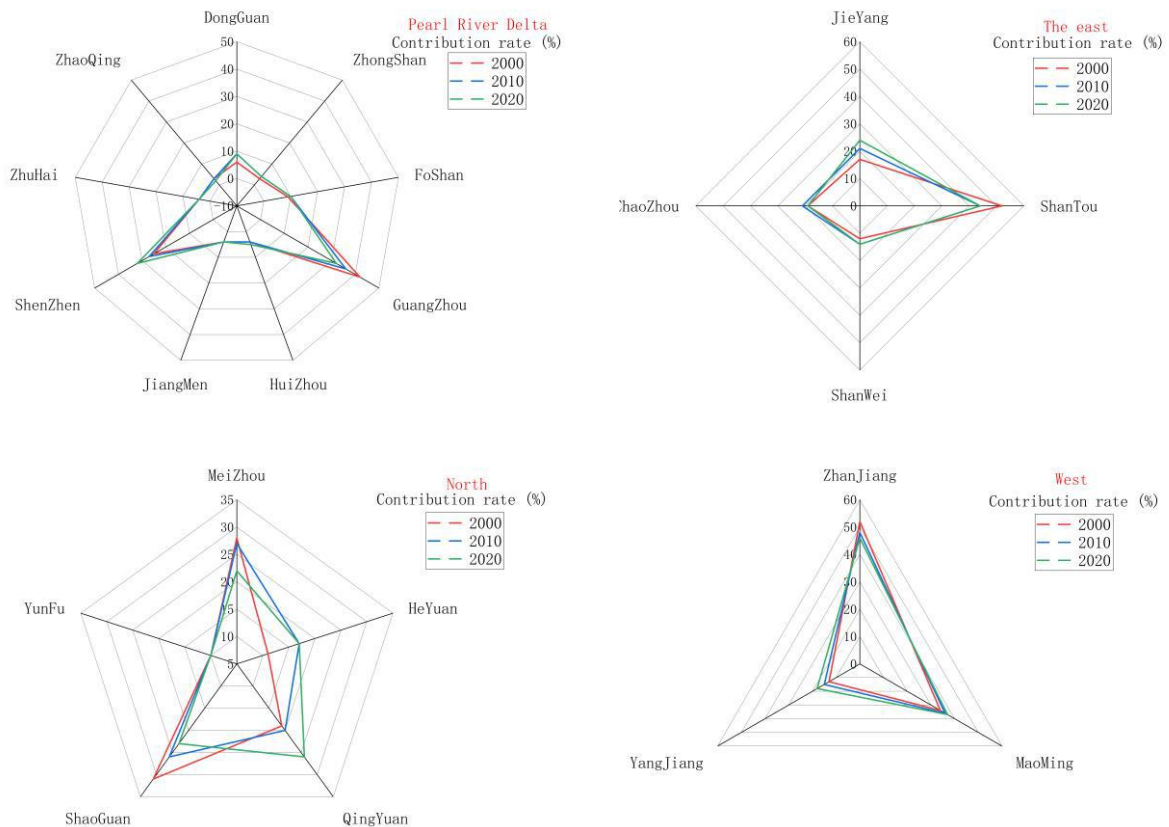 DongGuan
Pearl River Delta
Contribution rate (%)
2000
2010
2020
50
40
30
20
10
0
-10
ZhongShan
FoShan
GuangZhou
HuiZhou
JiangMen
ShenZhen
ZhuHai
ZhaoQing
JieYang
The east
Contribution rate (%)
2000
2010
2020
60
50
40
30
20
10
0
ShanTou
ShanWei
haoZhou
MeiZhou
North
Contribution rate (%)
2000
2010
2020
35
30
25
20
15
10
5
HeYuan
QingYuan
ShaoGuan
YunFu
ZhanJiang
West
Contribution rate (%)
2000
2010
2020
60
50
40
30
20
10
0
MaoMing
YangJiang